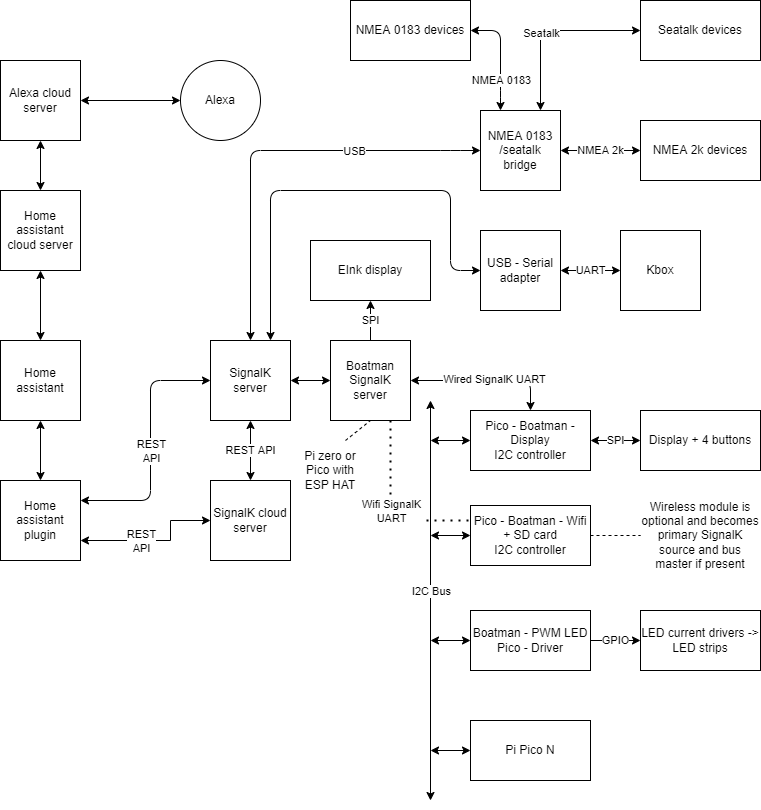 NMEA 0183 devices
Seatalk
Seatalk devices
NMEA 0183
Alexa cloud
server
Alexa
NMEA 0183
/seatalk
bridge
NMEA 2k
NMEA 2k devices
USB
Home
assistant
cloud server
USB - Serial
adapter
UART
Kbox
EInk display
SPI
Home
assistant
SignalK
server
Boatman
SignalK
server
Wired SignalK UART
Pico - Boatman -
Display
I2C controller
SPI
Display + 4 buttons
REST
API
REST API
Pi zero or
Pico with
ESP HAT
Home
assistant
plugin
SignalK cloud
server
Wifi SignalK
UART
REST
API
Pico - Boatman - Wifi
+ SD card
I2C controller
Wireless module is
optional and becomes
primary SignalK
source and bus
master if present
I2C Bus
Boatman - PWM LED
Pico - Driver
GPIO
LED current drivers ->
LED strips
Pi Pico N